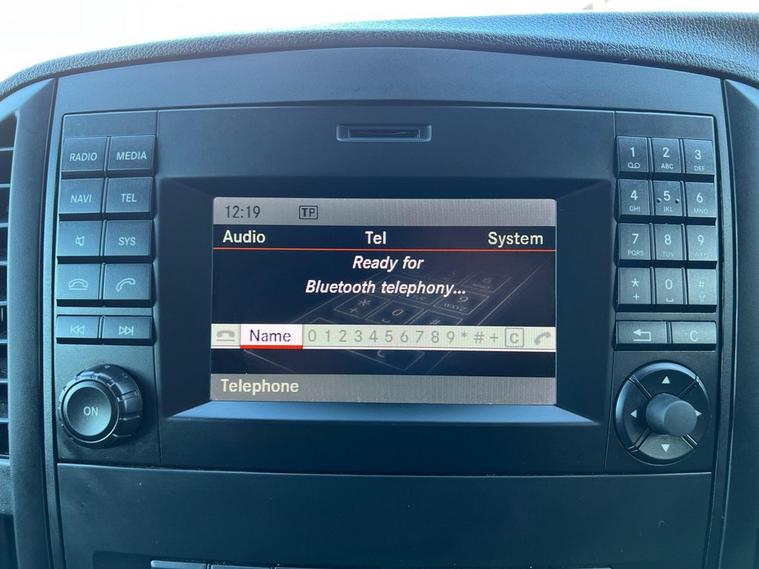 RADIO MEDIA
NAVI TEL
SYS
ON
12:19 TP
Audio Tel System
Ready for
Bluetooth telephony...
Name 0 1 2 3 4 5 6 7 8 9 * # + C
Telephone
1 2 3
ABC DEF
4 5 6
GHI JKL MNO
7 8 9
PQRS TUV WXYZ
* 0 #
+
C